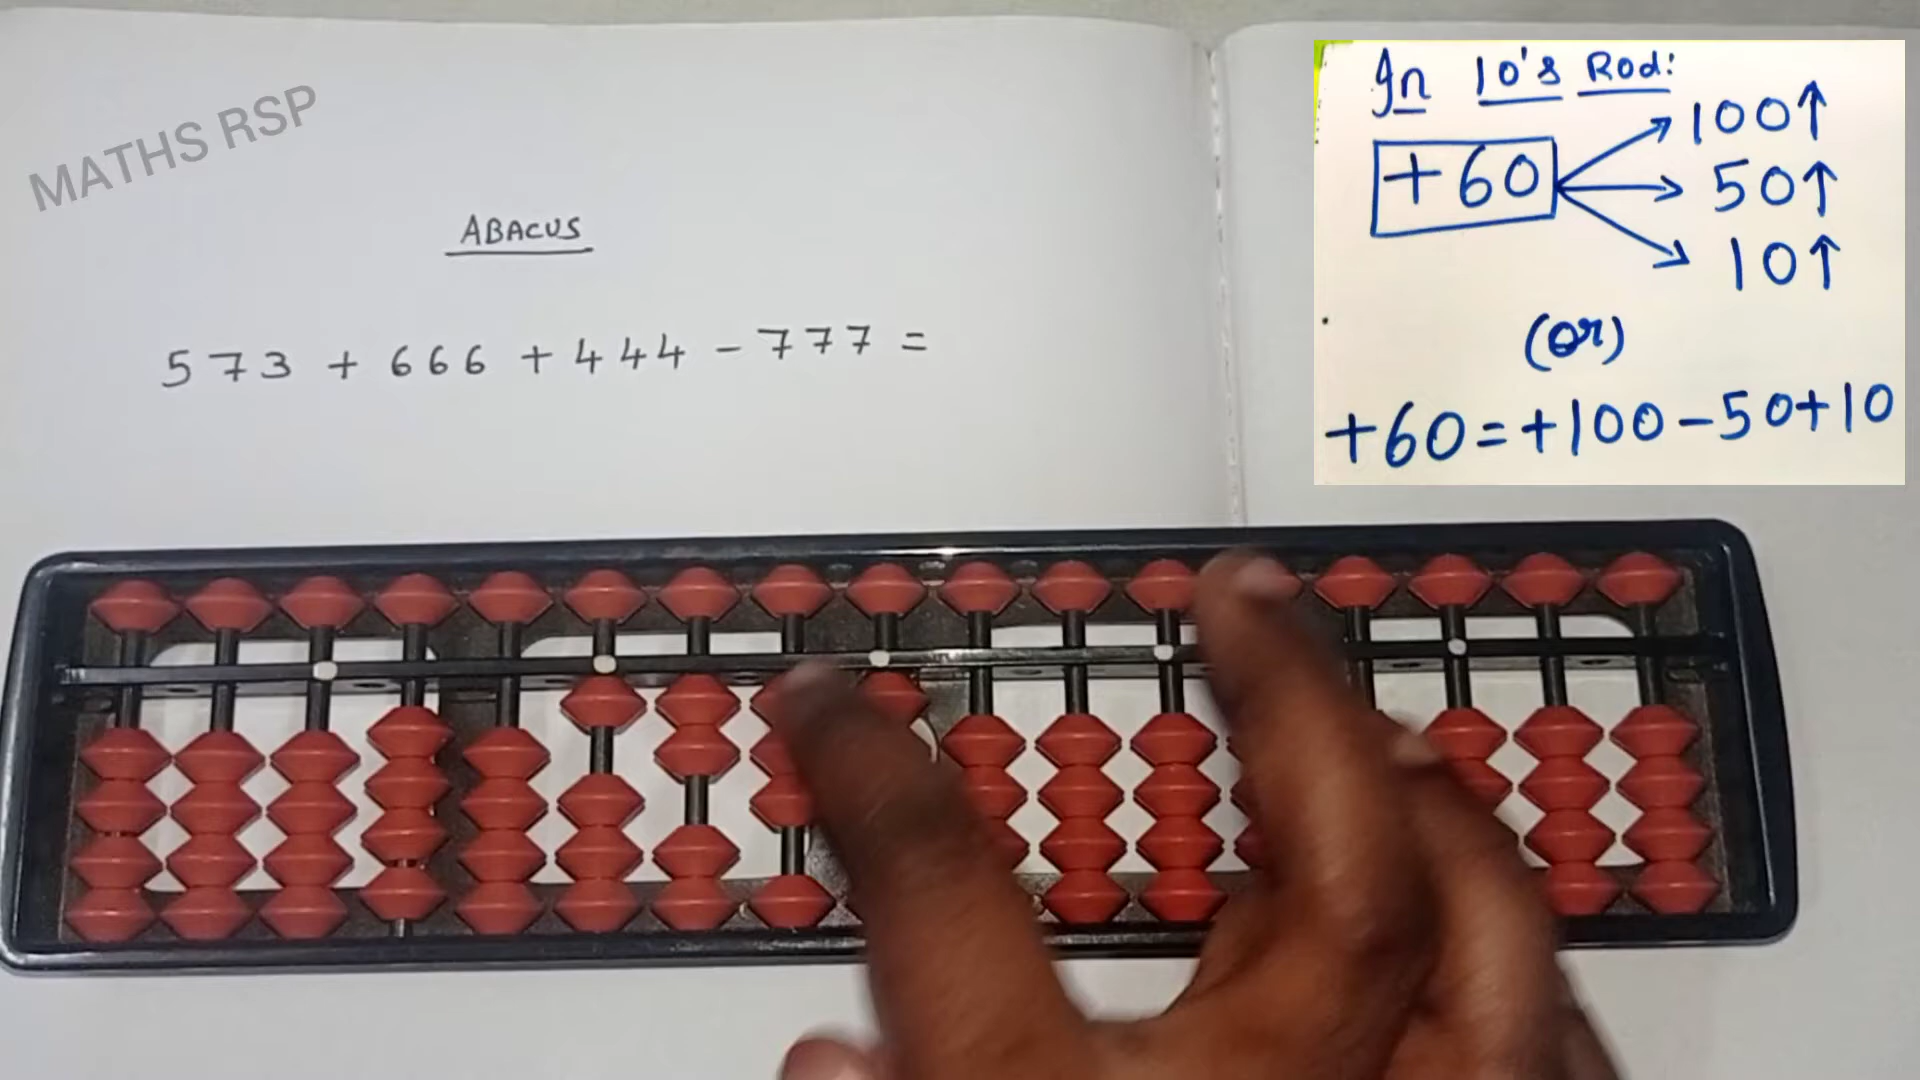 MATHS RSP
ABACUS
573 + 666 + 444 - 777 =
In 10's Rod:
+60
100↑
50↑
10↑
(or)
+60=+100-50+10